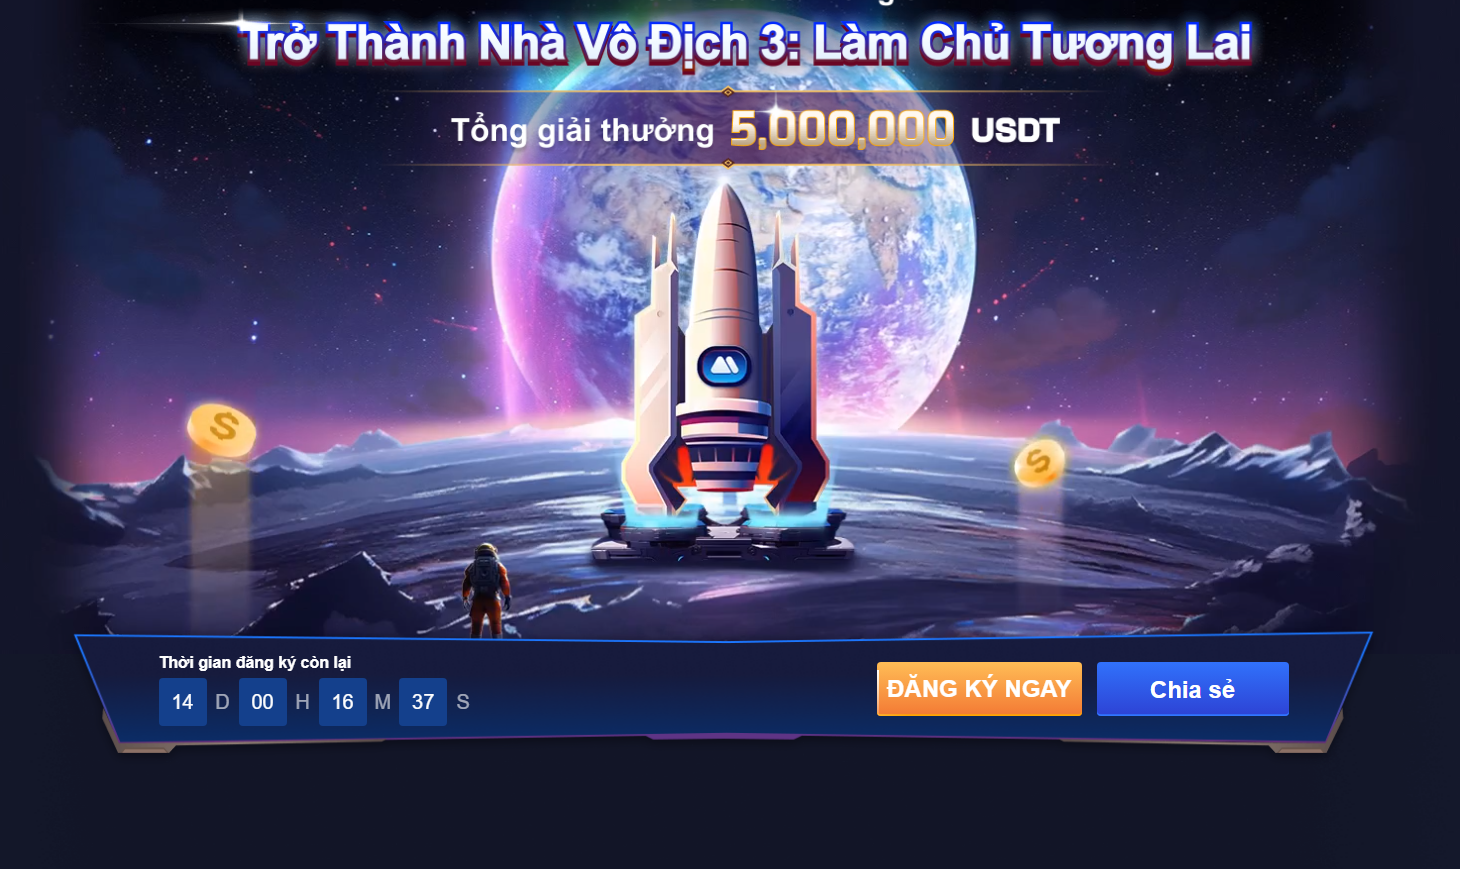 Trở Thành Nhà Vô Địch 3: Làm Chủ Tương Lai
Tổng giải thưởng 5,000,000 USDT
Thời gian đăng ký còn lại
14 D 00 H 16 M 37 S
ĐĂNG KÝ NGAY
Chia sẻ